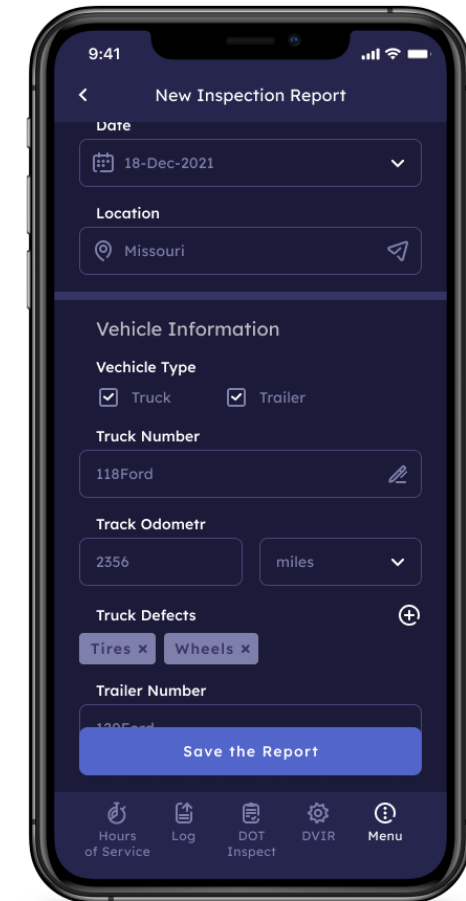 9:41
New Inspection Report
Date
18-Dec-2021
Location
Missouri
Vehicle Information
Vechicle Type
Truck Trailer
Truck Number
118Ford
Track Odometr
2356 miles
Truck Defects
Tires × Wheels ×
Trailer Number
Save the Report
Hours of Service
Log
DOT Inspect
DVIR
Menu